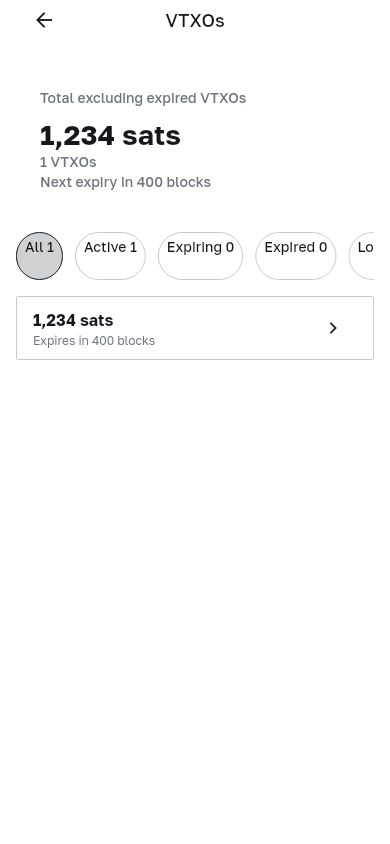 VTXOs
Total excluding expired VTXOs
1,234 sats
1 VTXOs
Next expiry in 400 blocks
All 1 Active 1 Expiring 0 Expired 0 Lo
1,234 sats
Expires in 400 blocks